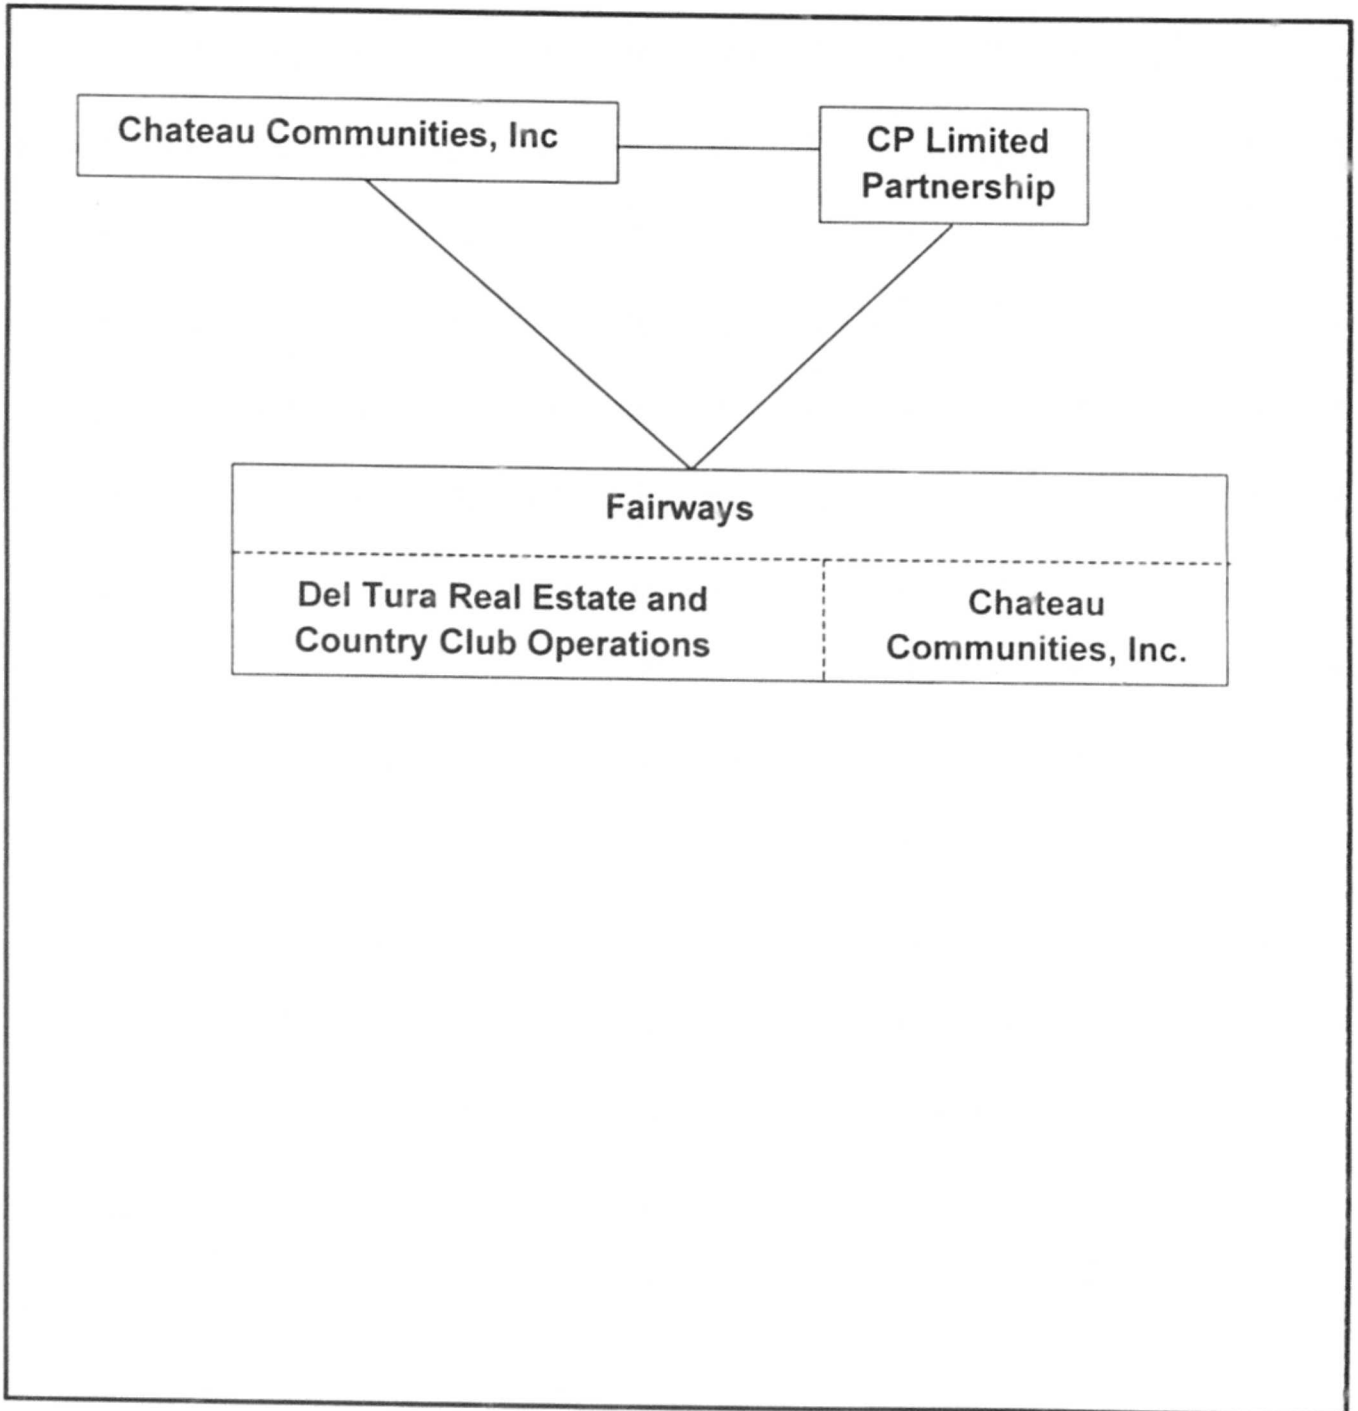 Chateau Communities, Inc
CP Limited
Partnership
Fairways
Del Tura Real Estate and
Country Club Operations
Chateau
Communities, Inc.